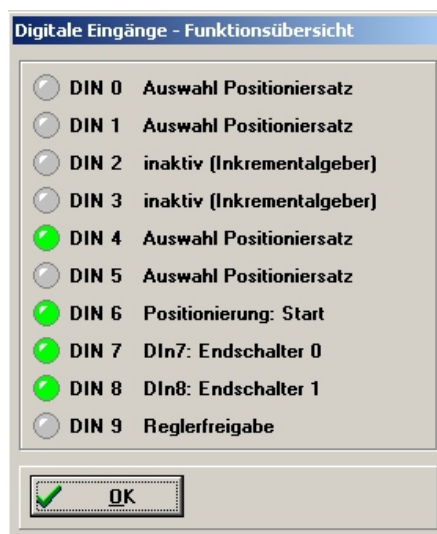 Digitale Eingänge - Funktionsübersicht
DIN 0 Auswahl Positioniersatz
DIN 1 Auswahl Positioniersatz
DIN 2 inaktiv (Inkrementalgeber)
DIN 3 inaktiv (Inkrementalgeber)
DIN 4 Auswahl Positioniersatz
DIN 5 Auswahl Positioniersatz
DIN 6 Positionierung: Start
DIN 7 DIn7: Endschalter 0
DIN 8 DIn8: Endschalter 1
DIN 9 Reglerfreigabe
OK